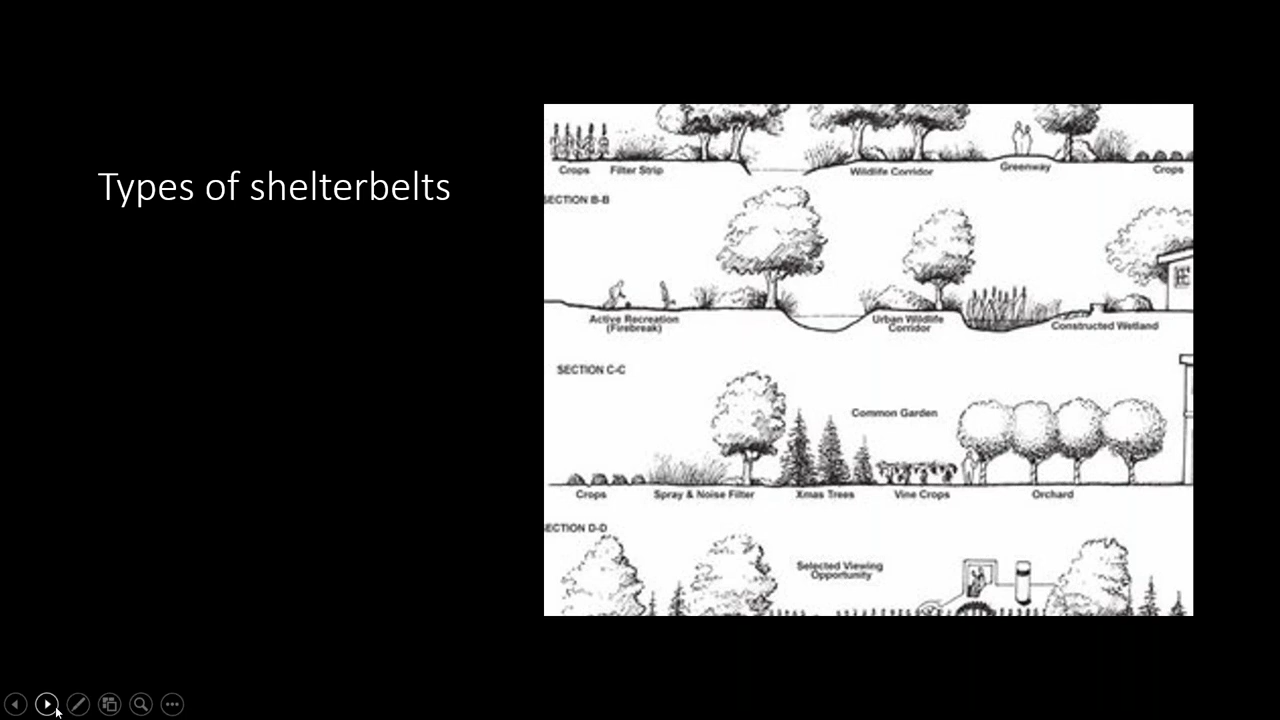 Types of shelterbelts
Crops Filter Strip Wildlife Corridor Greenway Crops
SECTION B-B
Active Recreation
(Firebreak)
Urban Wildlife
Corridor
Constructed Wetland
SECTION C-C
Common Garden
Crops Spray & Noise Filter Xmas Trees Vine Crops Orchard
SECTION D-D
Selected Viewing
Opportunity